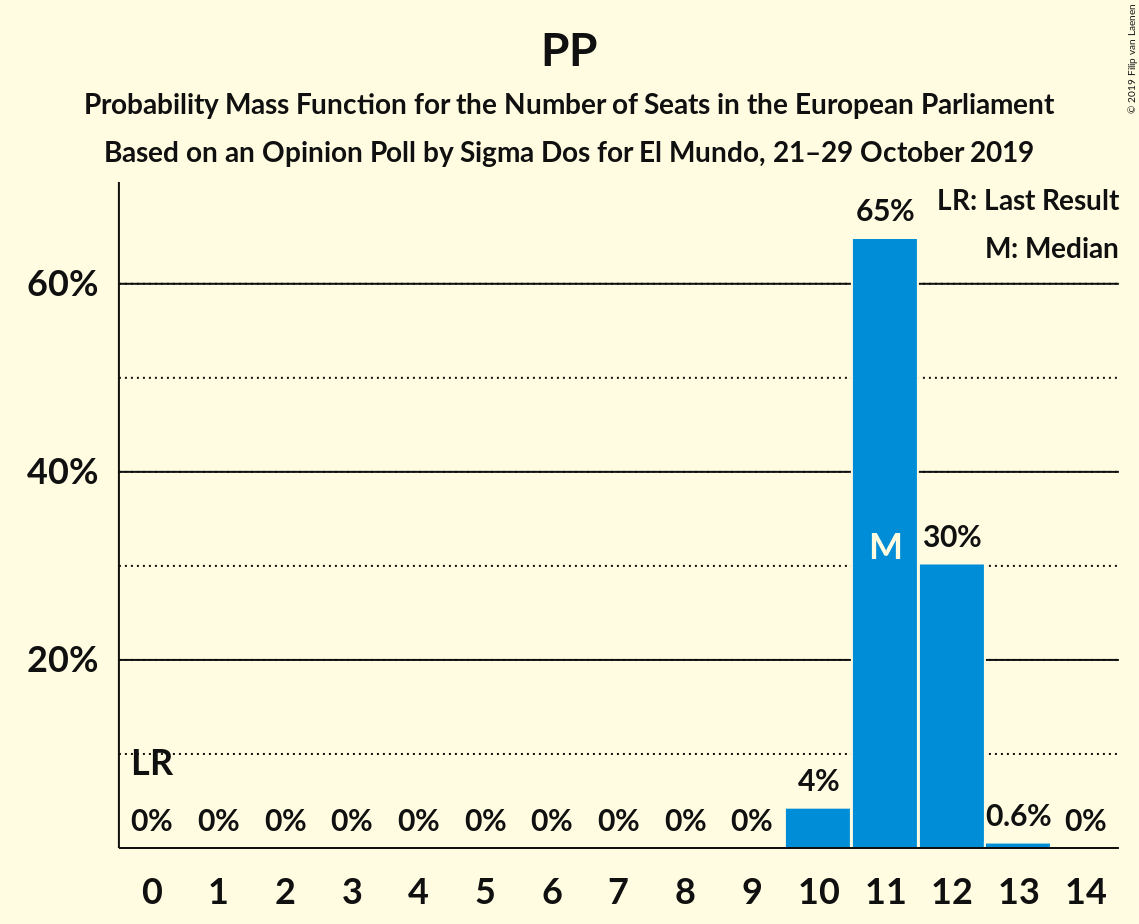 PP
Probability Mass Function for the Number of Seats in the European Parliament
Based on an Opinion Poll by Sigma Dos for El Mundo, 21–29 October 2019
© 2019 Filip van Laenen
LR: Last Result
M: Median
65%
60%
40%
M
30%
20%
LR
4%
0% 0% 0% 0% 0% 0% 0% 0% 0% 0% 0.6% 0%
0 1 2 3 4 5 6 7 8 9 10 11 12 13 14